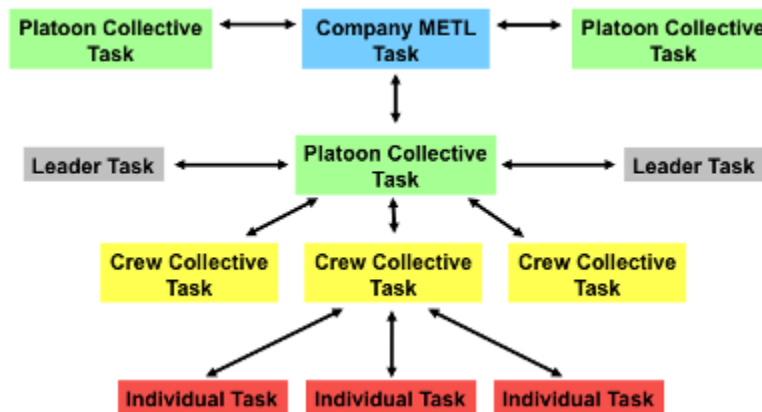 Platoon Collective Task
Company METL Task
Platoon Collective Task
Leader Task
Platoon Collective Task
Leader Task
Crew Collective Task
Crew Collective Task
Crew Collective Task
Individual Task
Individual Task
Individual Task